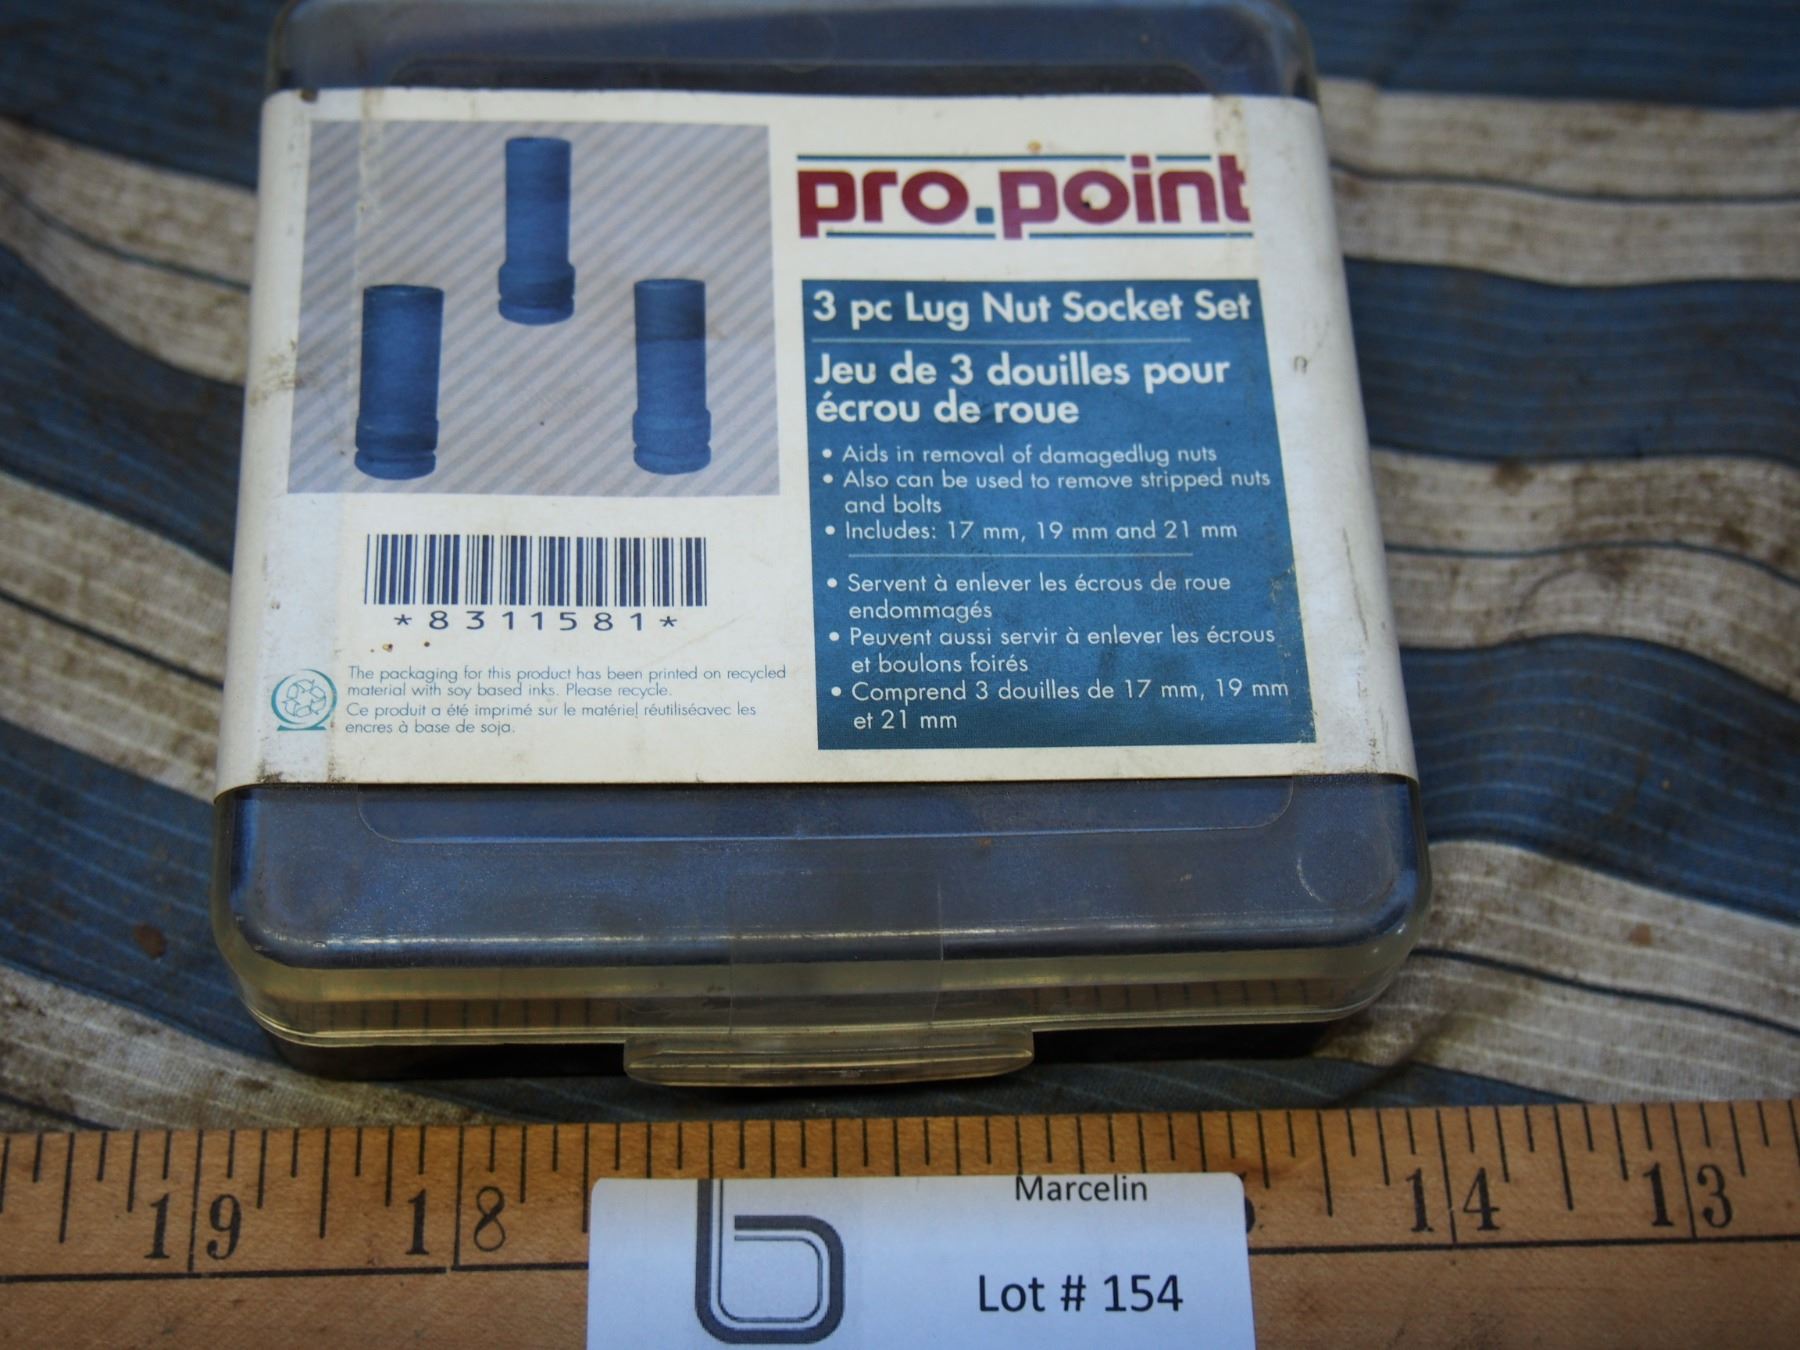 pro.point
3 pc Lug Nut Socket Set
Jeu de 3 douilles pour
écrou de roue
• Aids in removal of damagedlug nuts
• Also can be used to remove stripped nuts
and bolts
• Includes: 17 mm, 19 mm and 21 mm
• Servent à enlever les écrous de roue
endommagés
• Peuvent aussi servir à enlever les écrous
et boulons foirés
• Comprend 3 douilles de 17 mm, 19 mm
et 21 mm
*8311581*
The packaging for this product has been printed on recycled
material with soy based inks. Please recycle.
Ce produit a été imprimé sur le matériel réutiliséavec les
encres à base de soja.
19 18 14 13
Marcelin
Lot # 154